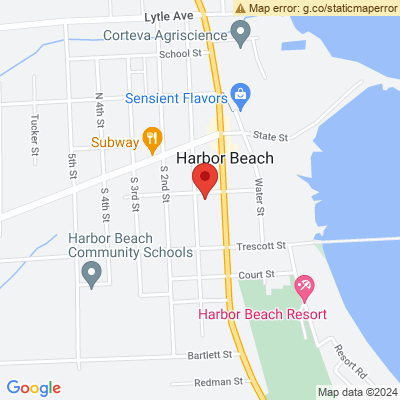 Map error: g.co/staticmaperror
Lytle Ave
Corteva Agriscience
School St
N 4th St
Tucker St
Sensient Flavors
Subway
State St
Harbor Beach
5th St
S 4th St
S 3rd St
S 2nd St
Water St
Harbor Beach
Community Schools
Trescott St
Court St
Harbor Beach Resort
Resort Rd
Bartlett St
Redman St
Google
Map data ©2024